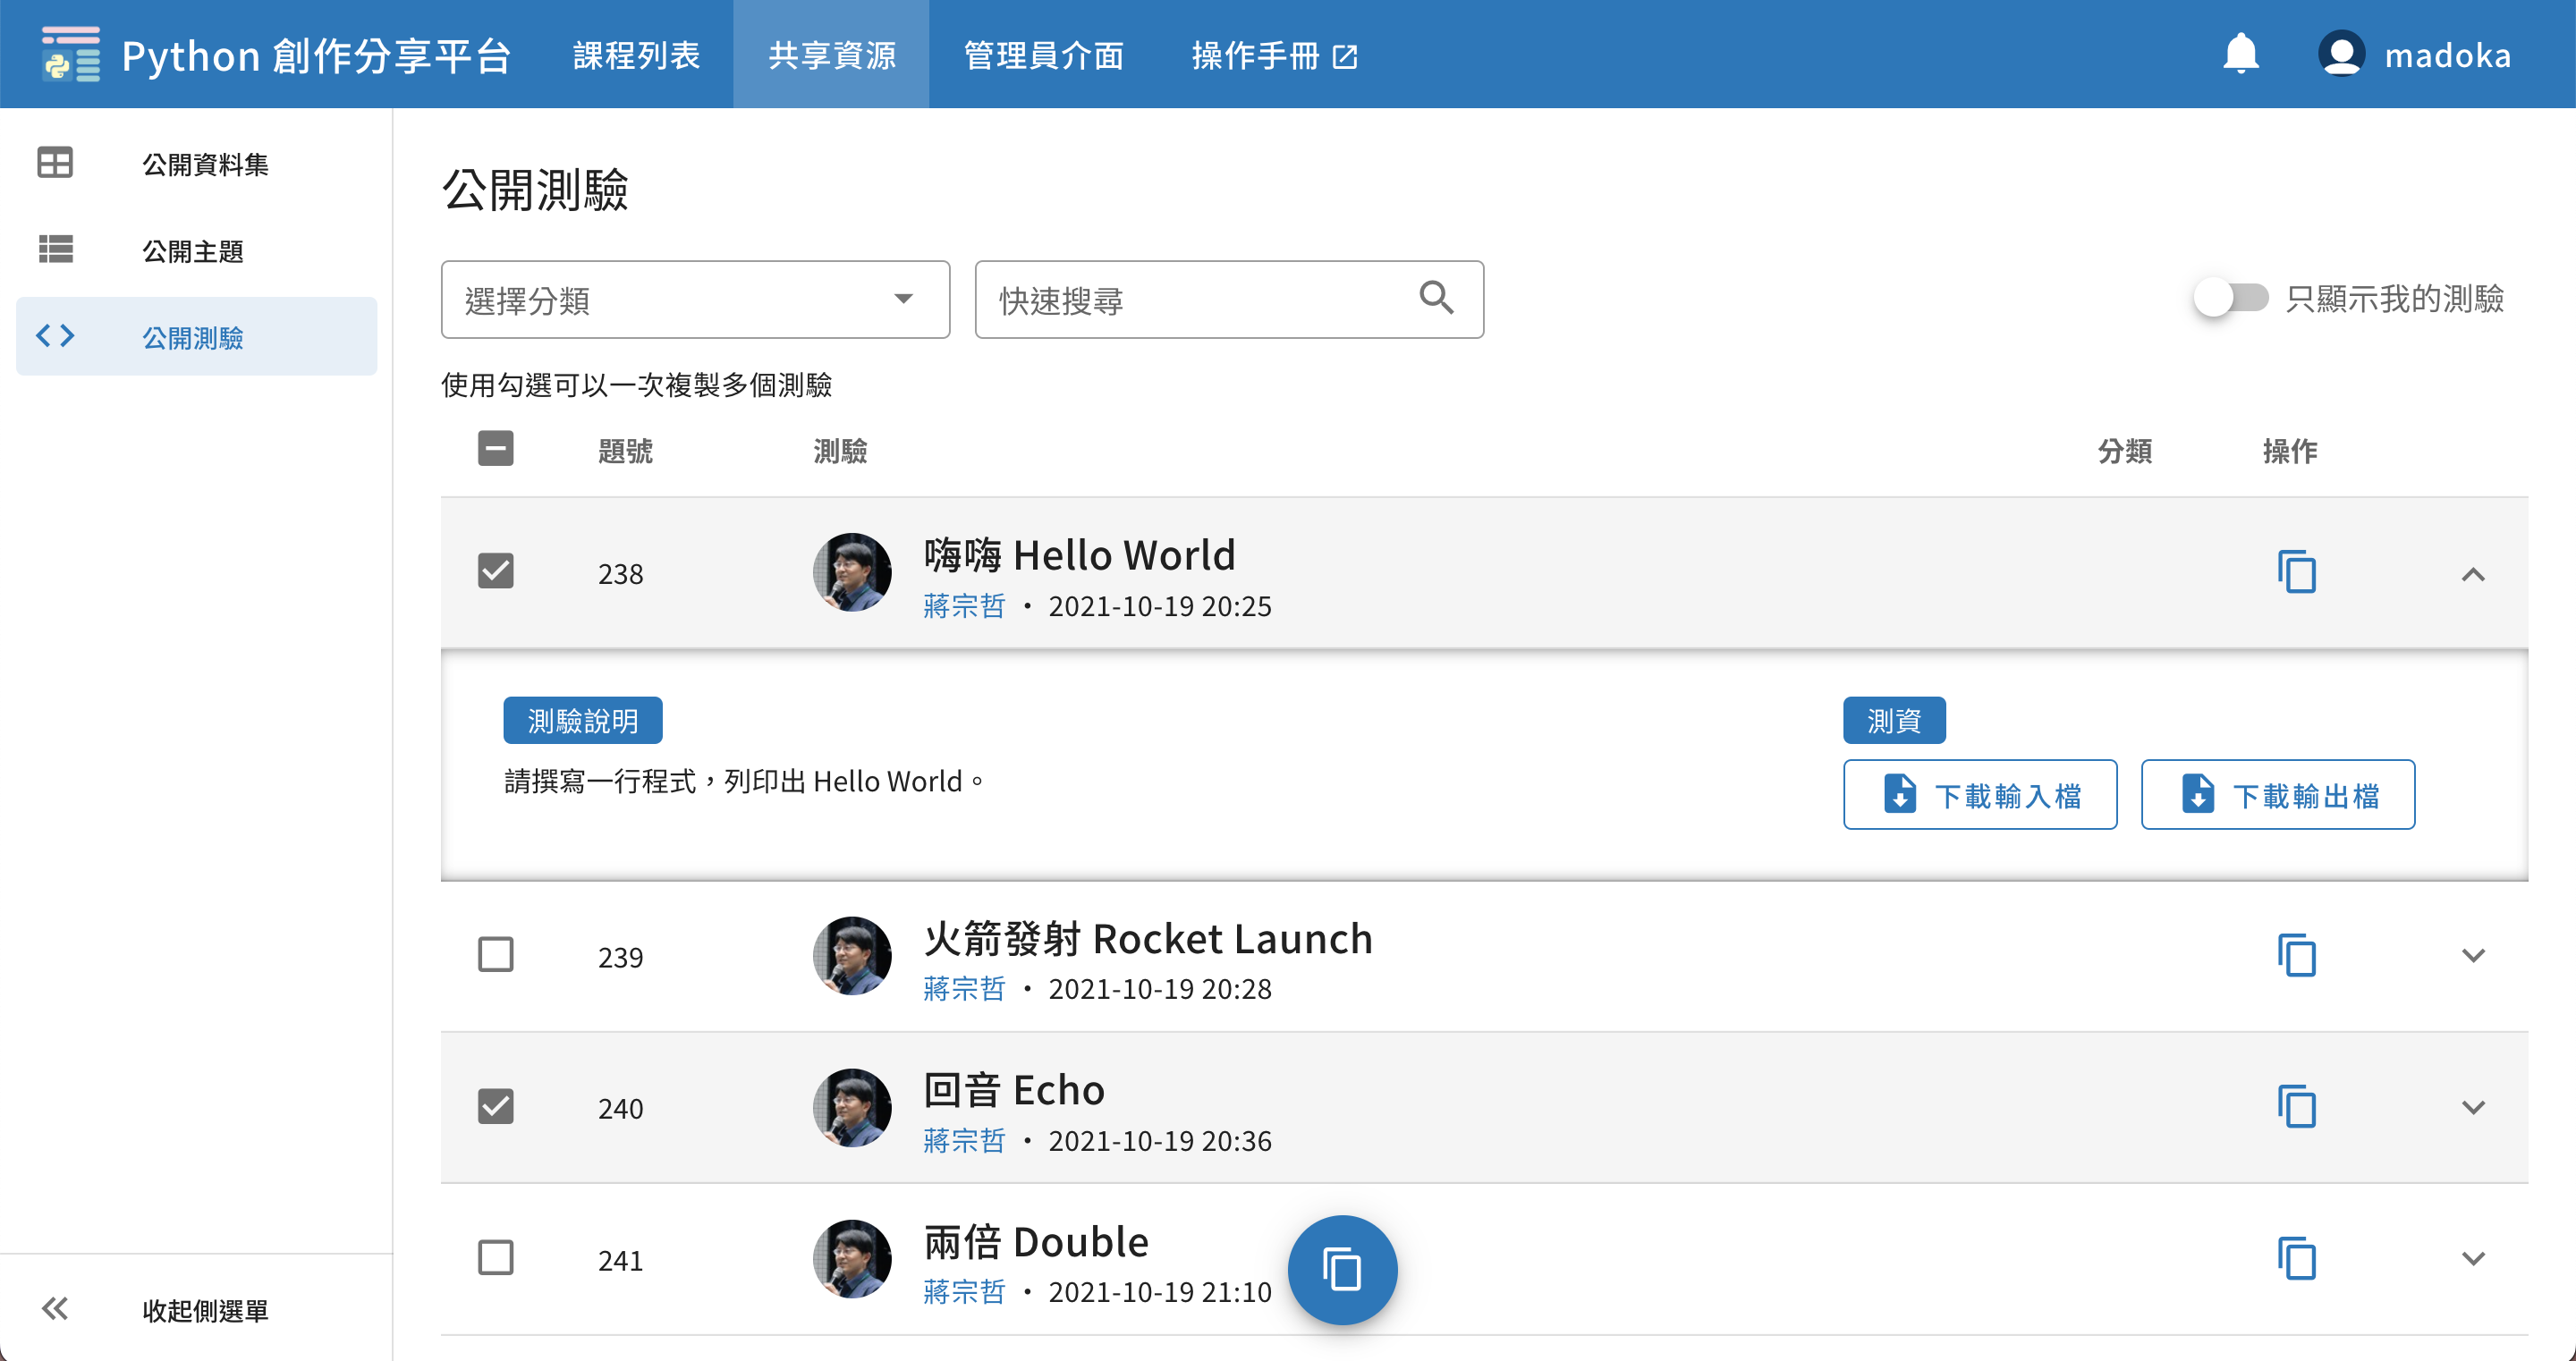 Python 創作分享平台
課程列表
共享資源
管理員介面
操作手冊
madoka
公開資料集
公開主題
公開測驗
收起側選單
公開測驗
選擇分類
快速搜尋
只顯示我的測驗
使用勾選可以一次複製多個測驗
題號 測驗 分類 操作
238
嗨嗨 Hello World
蔣宗哲 • 2021-10-19 20:25
測驗說明
請撰寫一行程式，列印出 Hello World。
測資
下載輸入檔
下載輸出檔
239
火箭發射 Rocket Launch
蔣宗哲 • 2021-10-19 20:28
240
回音 Echo
蔣宗哲 • 2021-10-19 20:36
241
兩倍 Double
蔣宗哲 • 2021-10-19 21:10